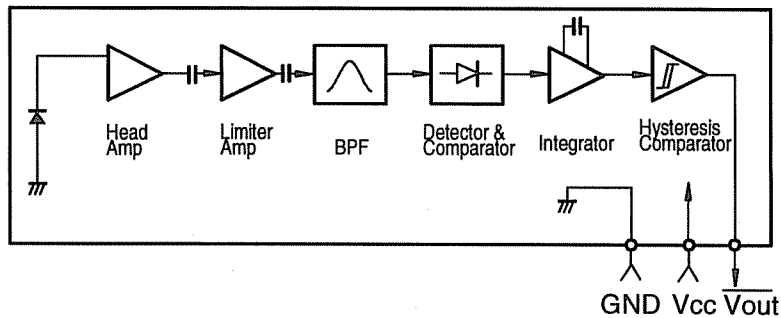 Head
Amp
Limiter
Amp
BPF
Detector &
Comparator
Integrator
Hysteresis
Comparator
GND Vcc Vout